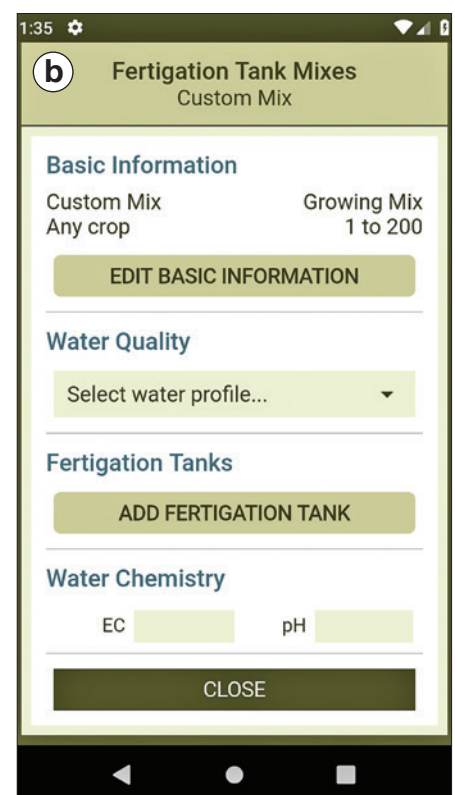 1:35
b
Fertigation Tank Mixes
Custom Mix
Basic Information
Custom Mix Growing Mix
Any crop 1 to 200
EDIT BASIC INFORMATION
Water Quality
Select water profile...
Fertigation Tanks
ADD FERTIGATION TANK
Water Chemistry
EC pH
CLOSE